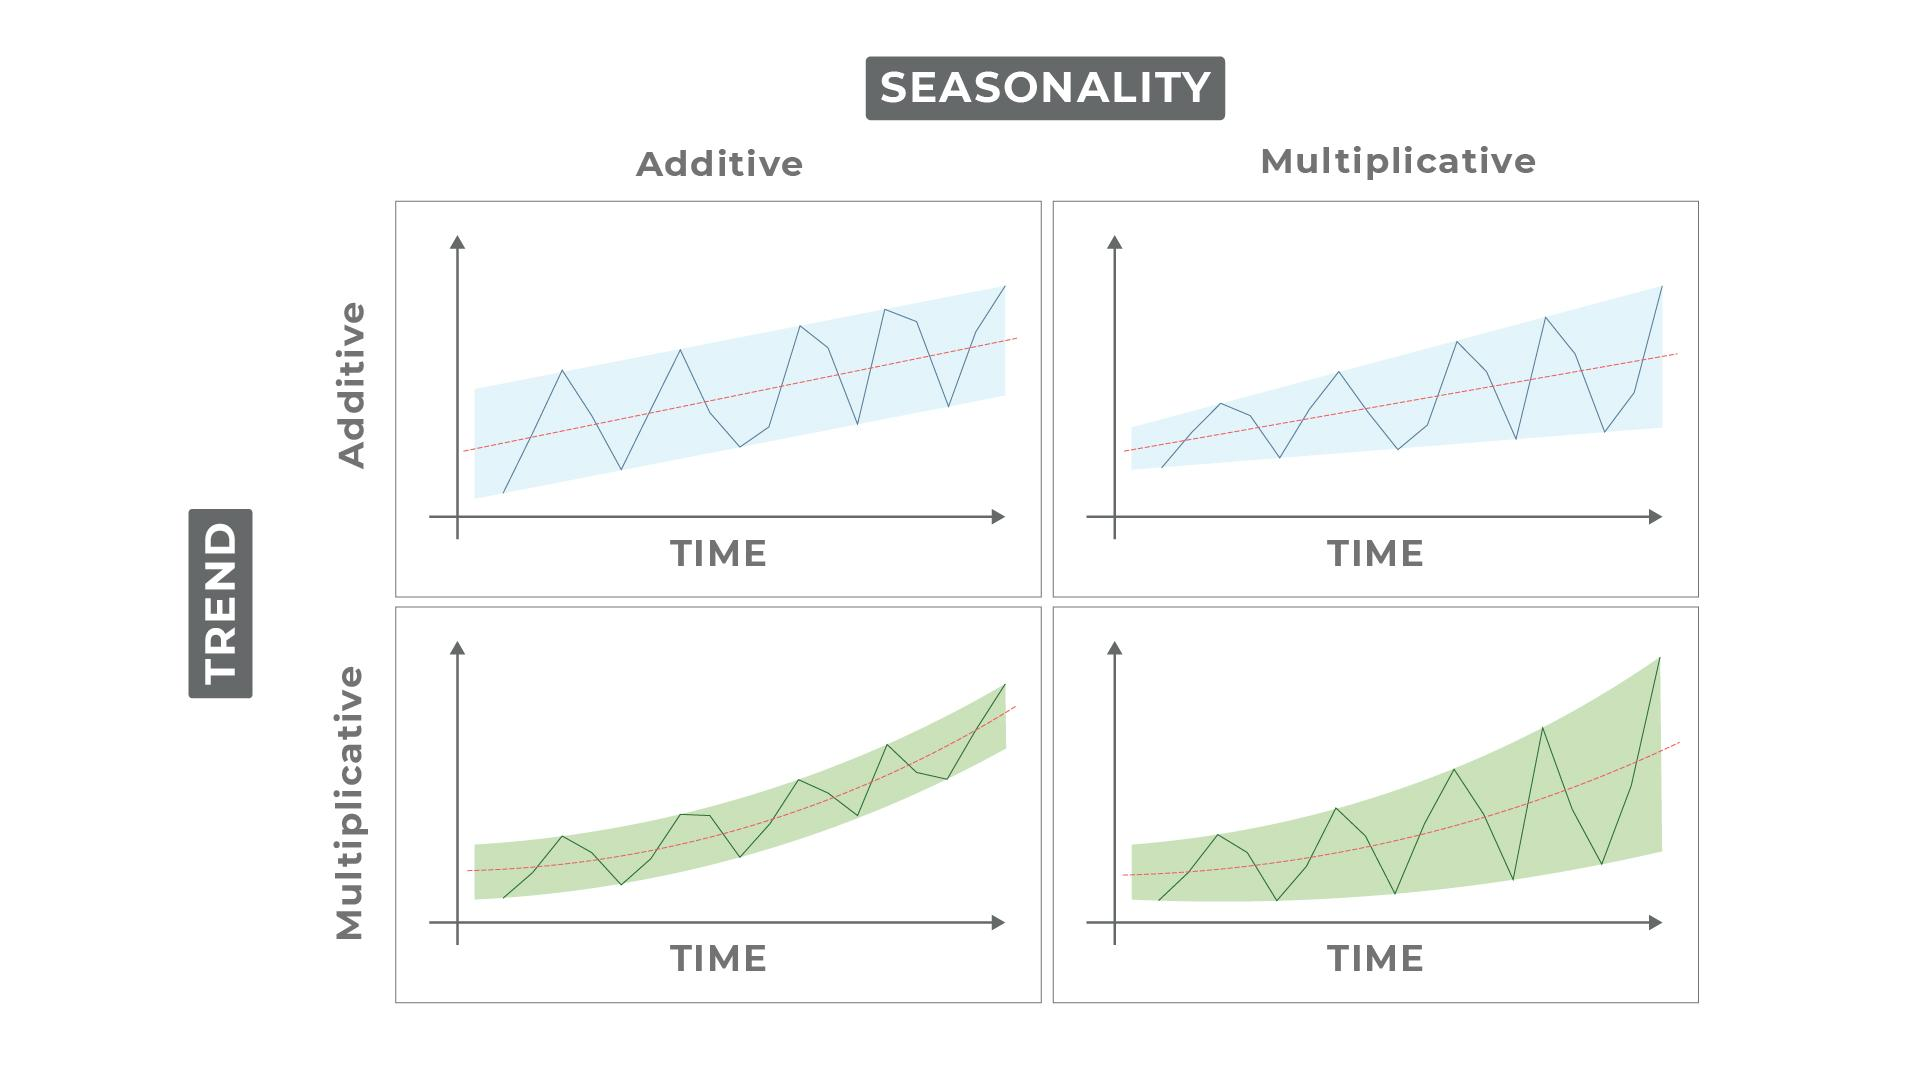 SEASONALITY
Additive
Multiplicative
TREND
Additive
TIME
TIME
Multiplicative
TIME
TIME